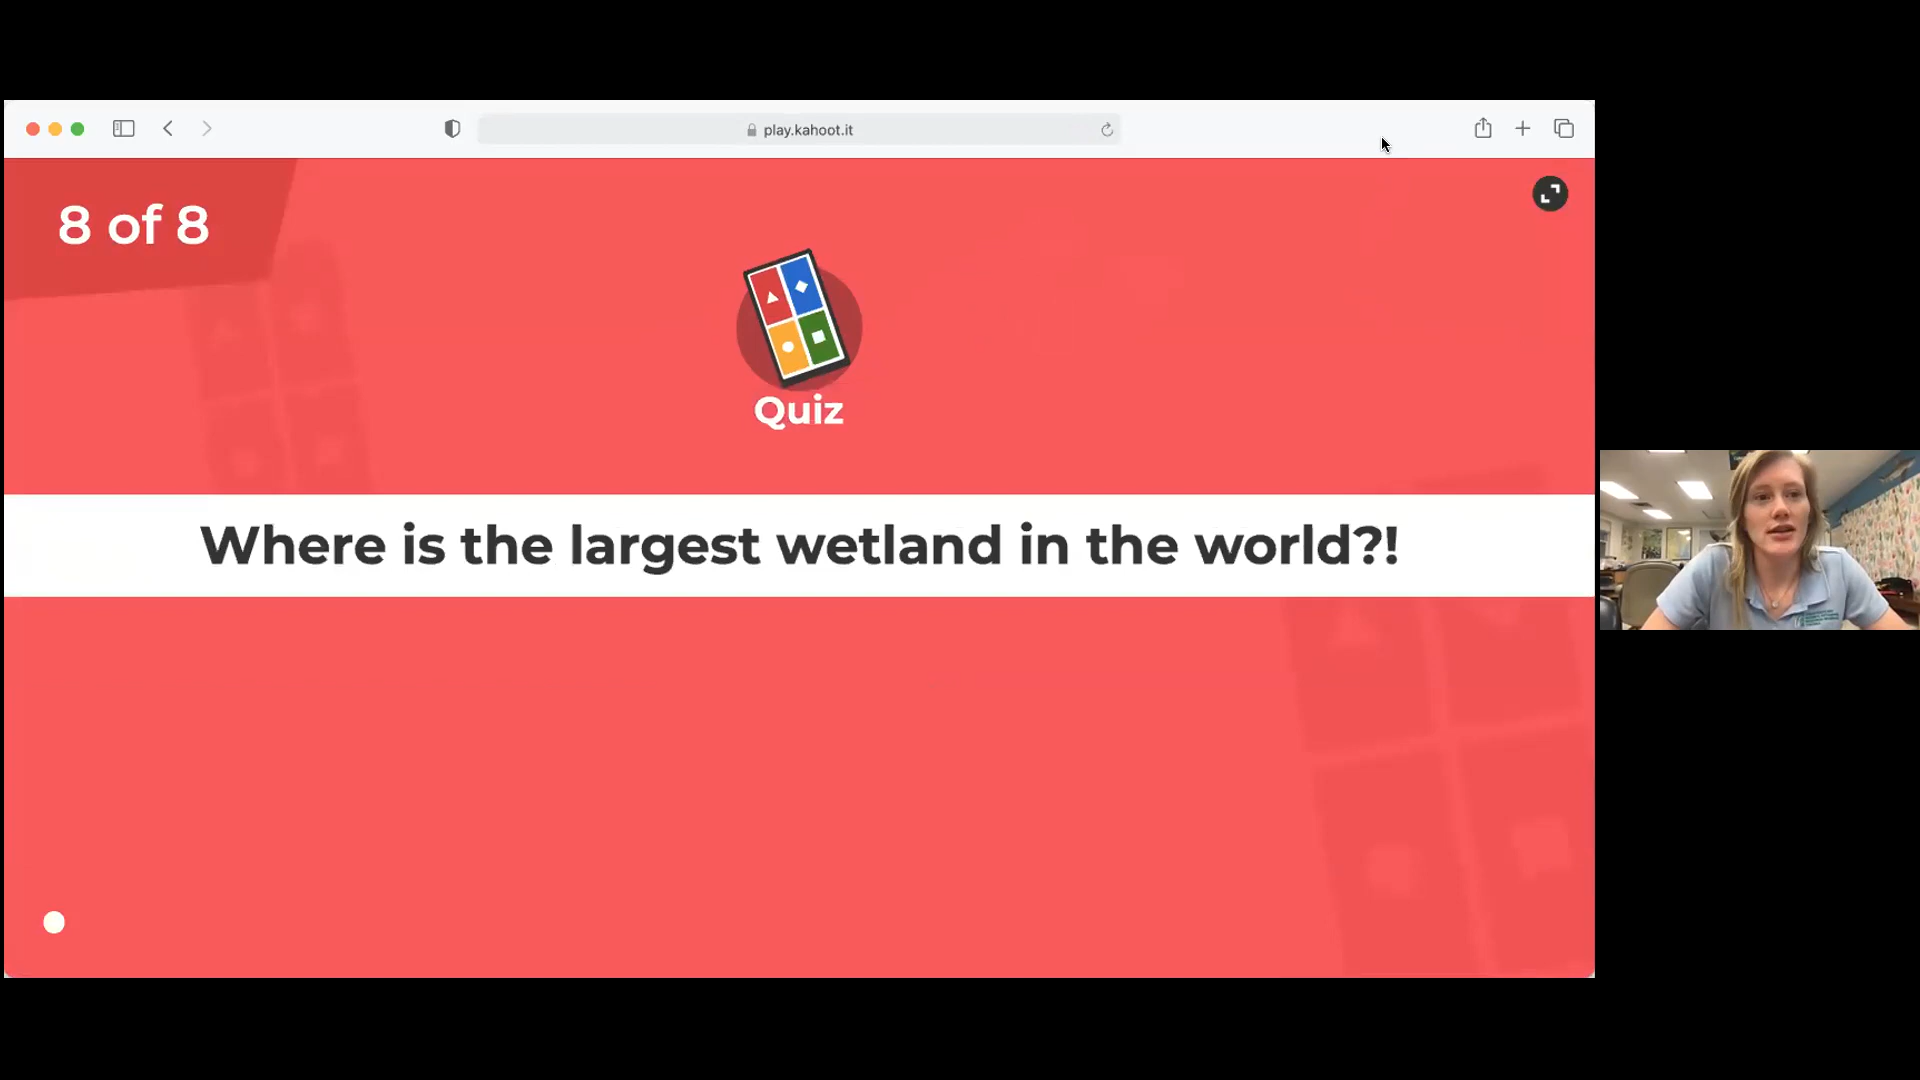 play.kahoot.it
8 of 8
Quiz
Where is the largest wetland in the world?!